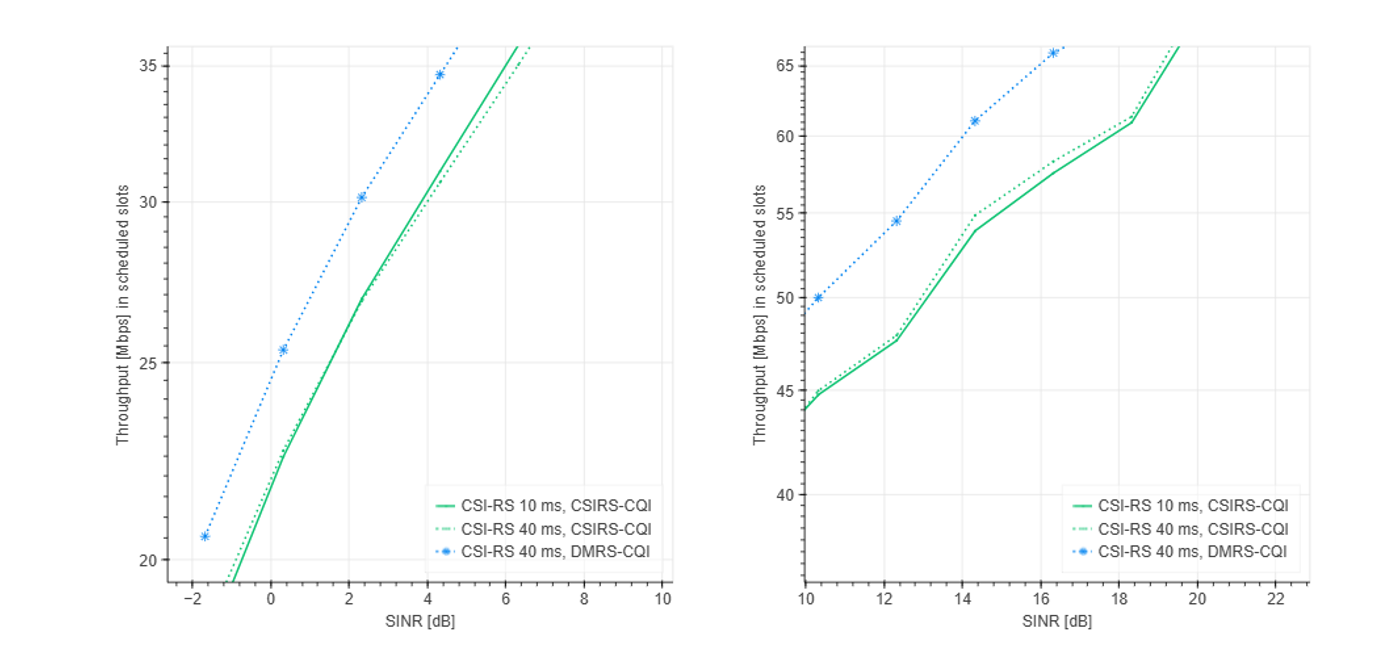 Throughput [Mbps] in scheduled slots
35
30
25
20
−2
0
2
4
6
8
10
SINR [dB]
CSI-RS 10 ms, CSIRS-CQI
CSI-RS 40 ms, CSIRS-CQI
CSI-RS 40 ms, DMRS-CQI
Throughput [Mbps] in scheduled slots
65
60
55
50
45
40
10
12
14
16
18
20
22
SINR [dB]
CSI-RS 10 ms, CSIRS-CQI
CSI-RS 40 ms, CSIRS-CQI
CSI-RS 40 ms, DMRS-CQI